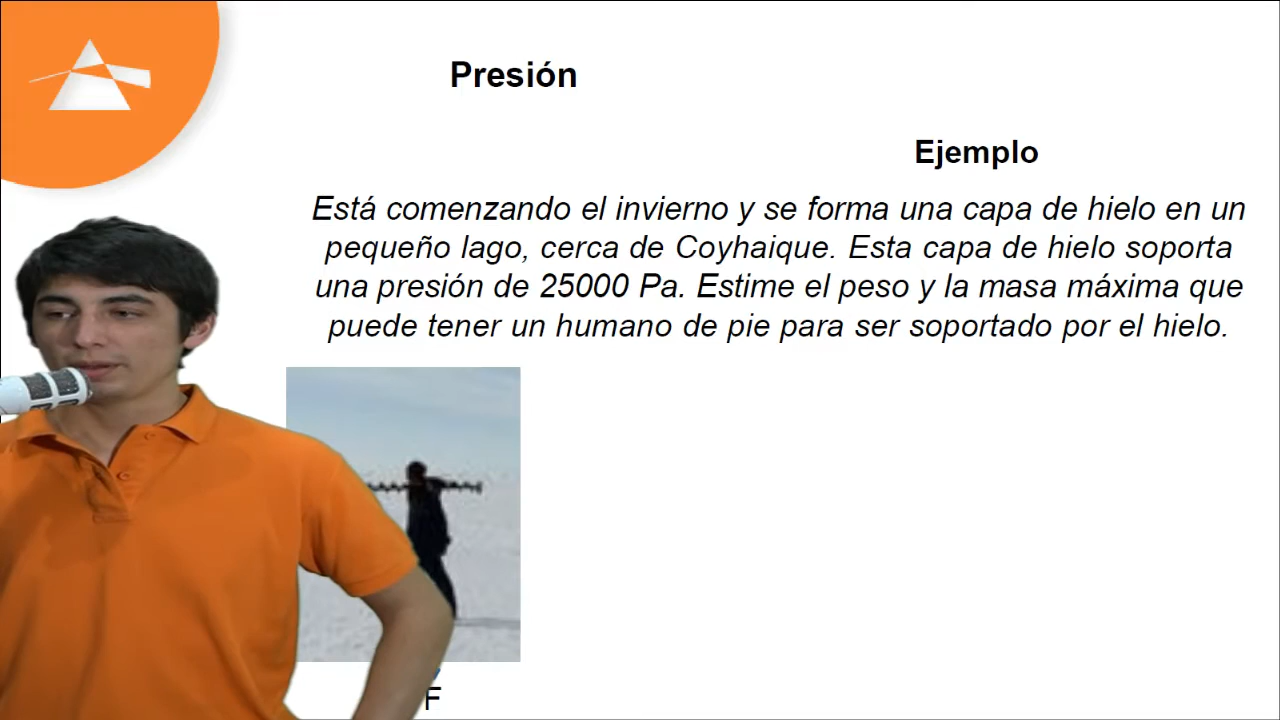 Presión
Ejemplo
Está comenzando el invierno y se forma una capa de hielo en un
pequeño lago, cerca de Coyhaique. Esta capa de hielo soporta
una presión de 25000 Pa. Estime el peso y la masa máxima que
puede tener un humano de pie para ser soportado por el hielo.
F